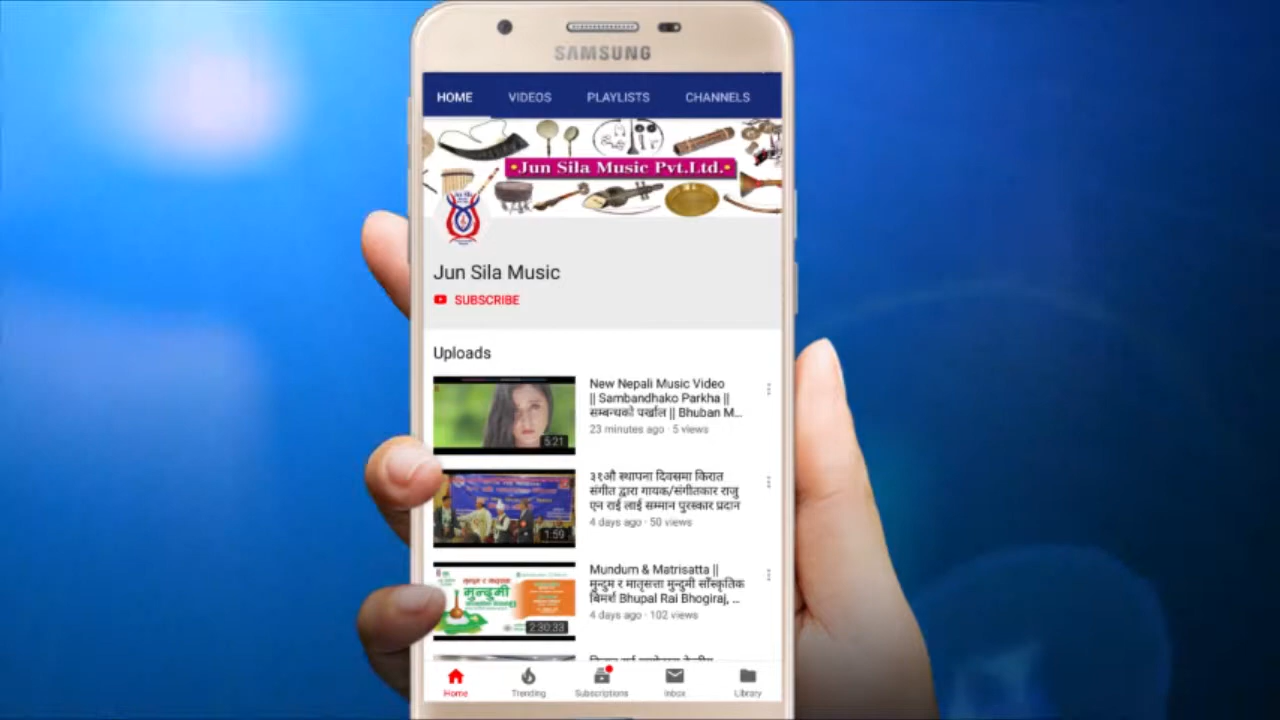 SAMSUNG
HOME VIDEOS PLAYLISTS CHANNELS
Jun Sila Music Pvt.Ltd.
Jun Sila Music
SUBSCRIBE
Uploads
New Nepali Music Video
|| Sambandhako Parkha ||
सम्बन्धको पर्खाल || Bhuban M...
23 minutes ago · 5 views
5:21
३१औ स्थापना दिवसमा किरात
संगीत द्वारा गायक/संगीतकार राजु
एन राई लाई सम्मान पुरस्कार प्रदान
4 days ago · 50 views
1:59
Mundum & Matrisatta ||
मुन्दुम र मातृसत्ता मुन्दुमी साँस्कृतिक
बिमर्श Bhupal Rai Bhogiraj, ...
4 days ago · 102 views
मुन्दुमी
2:30:33
Home Trending Subscriptions Inbox Library